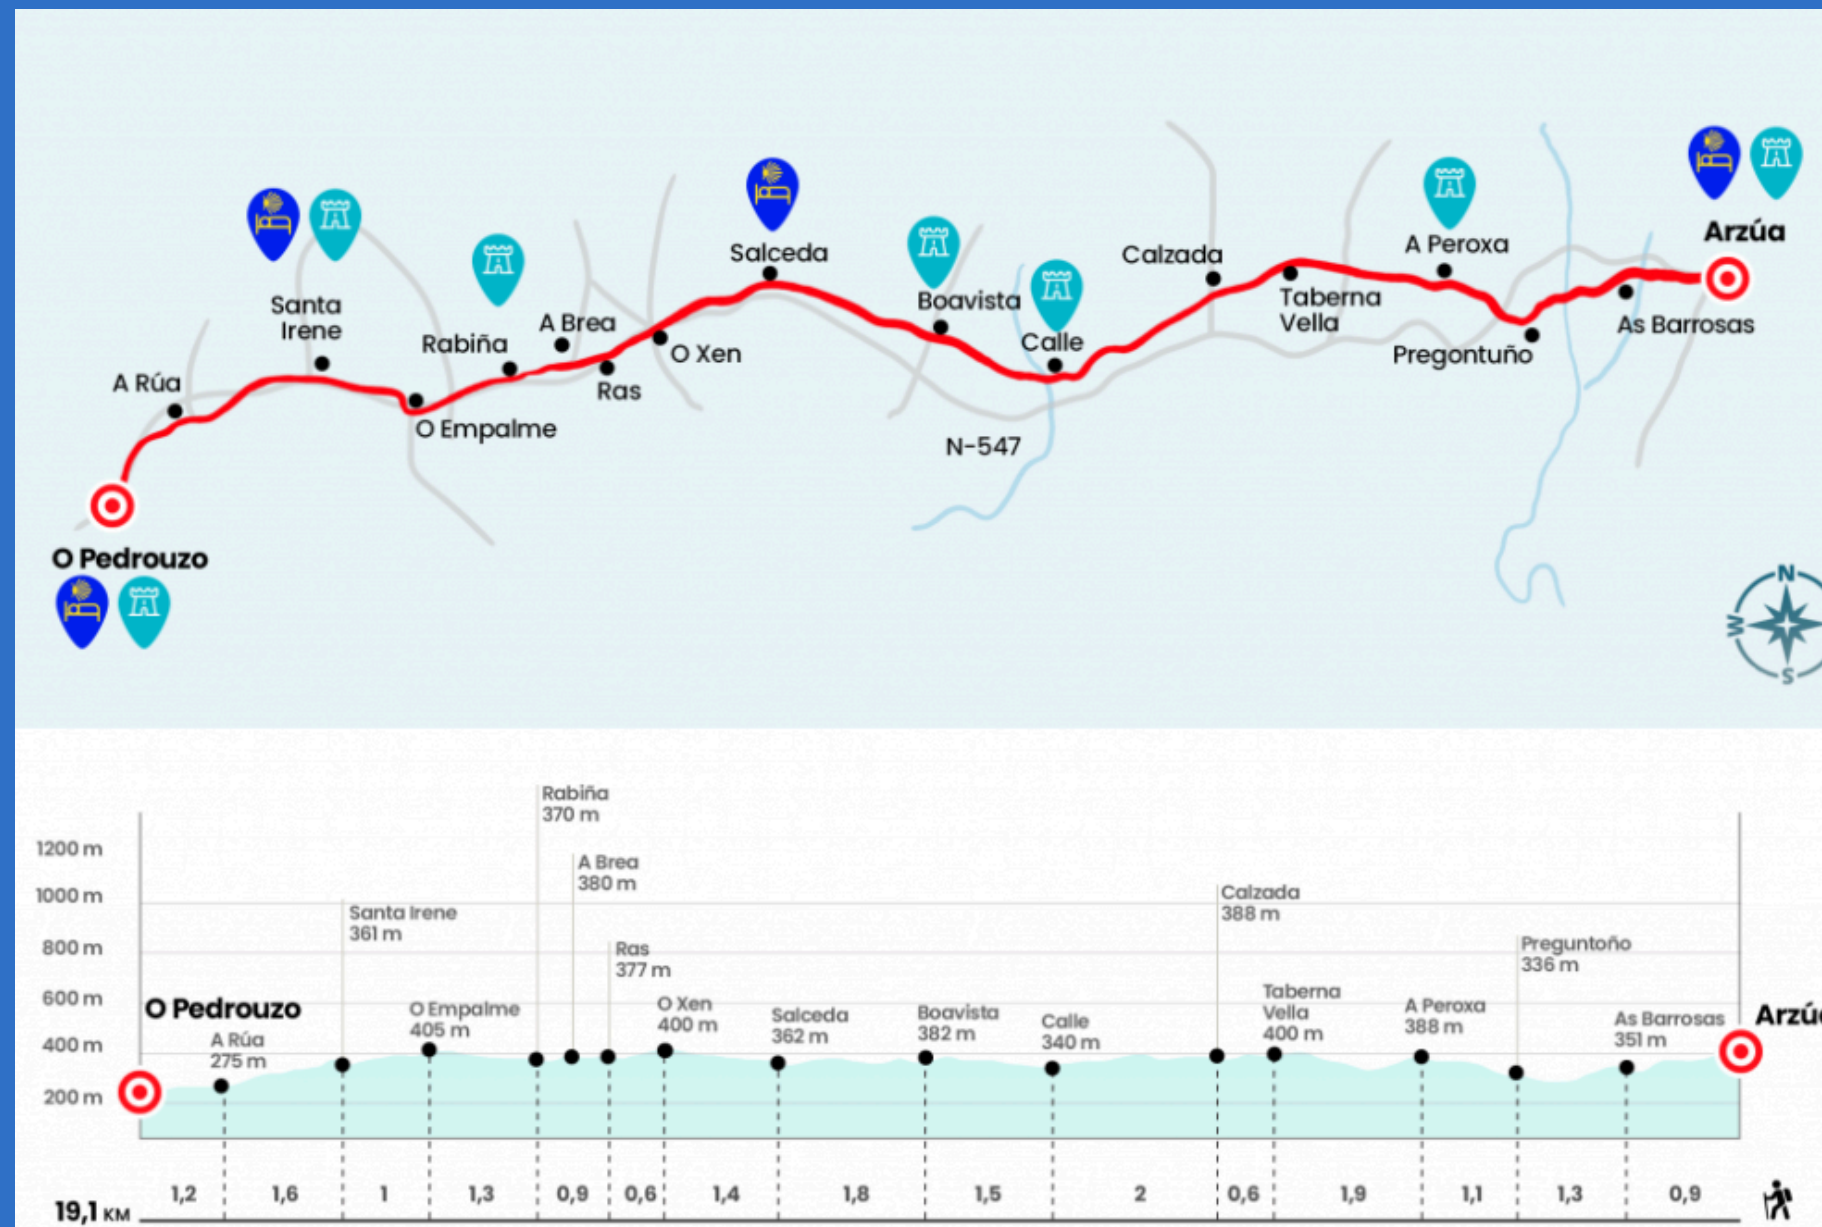 Salceda
Arzúa
A Peroxa
Calzada
Santa
Irene
Boavista
Taberna
Vella
A Brea
As Barrosas
Rabiña
Calle
O Xen
Pregontuño
A Rúa
Ras
O Empalme
N-547
O Pedrouzo
N
W
S
Rabiña
370 m
1200 m
A Brea
380 m
1000 m
Calzada
388 m
Santa Irene
361 m
800 m
Ras
377 m
Preguntoño
336 m
600 m
O Pedrouzo
O Empalme
405 m
O Xen
400 m
Salceda
362 m
Boavista
382 m
Calle
340 m
Taberna
Vella
400 m
A Peroxa
388 m
As Barrosas
351 m
Arzú
400 m
A Rúa
275 m
200 m
1,2 1,6 1 1,3 0,9 0,6 1,4 1,8 1,5 2 0,6 1,9 1,1 1,3 0,9
19,1 KM